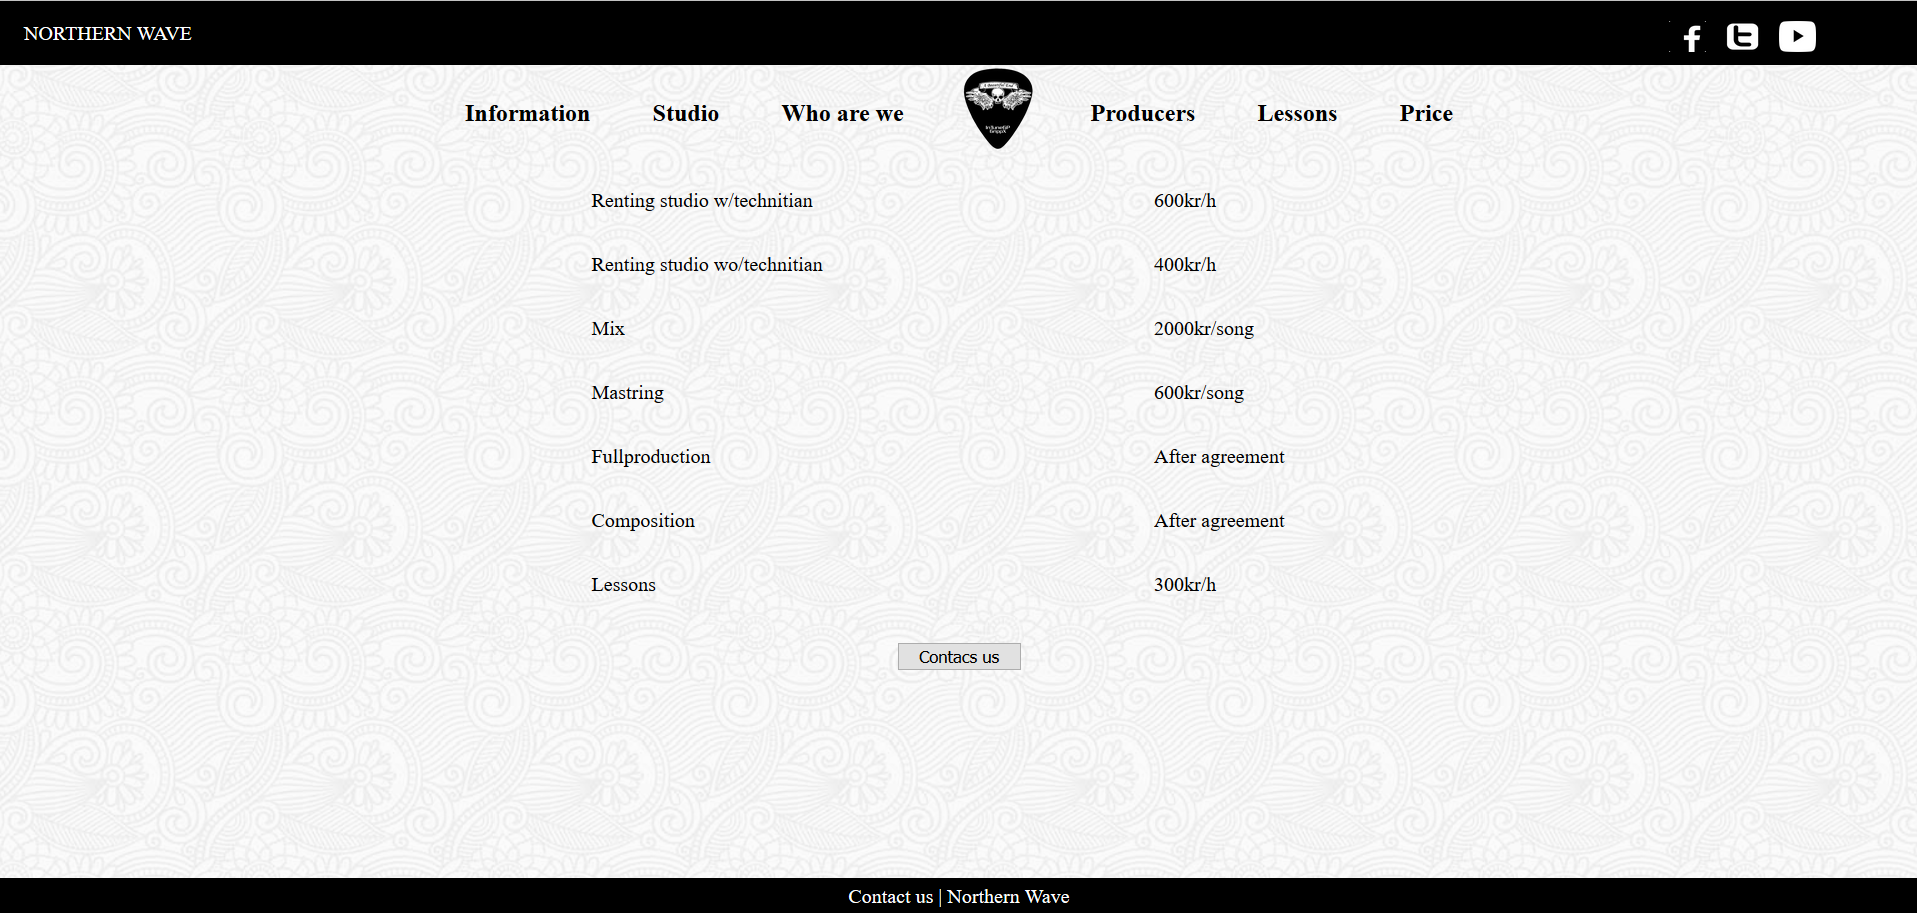 NORTHERN WAVE
Information Studio Who are we Producers Lessons Price
Renting studio w/technitian 600kr/h
Renting studio wo/technitian 400kr/h
Mix 2000kr/song
Mastring 600kr/song
Fullproduction After agreement
Composition After agreement
Lessons 300kr/h
Contacs us
Contact us | Northern Wave